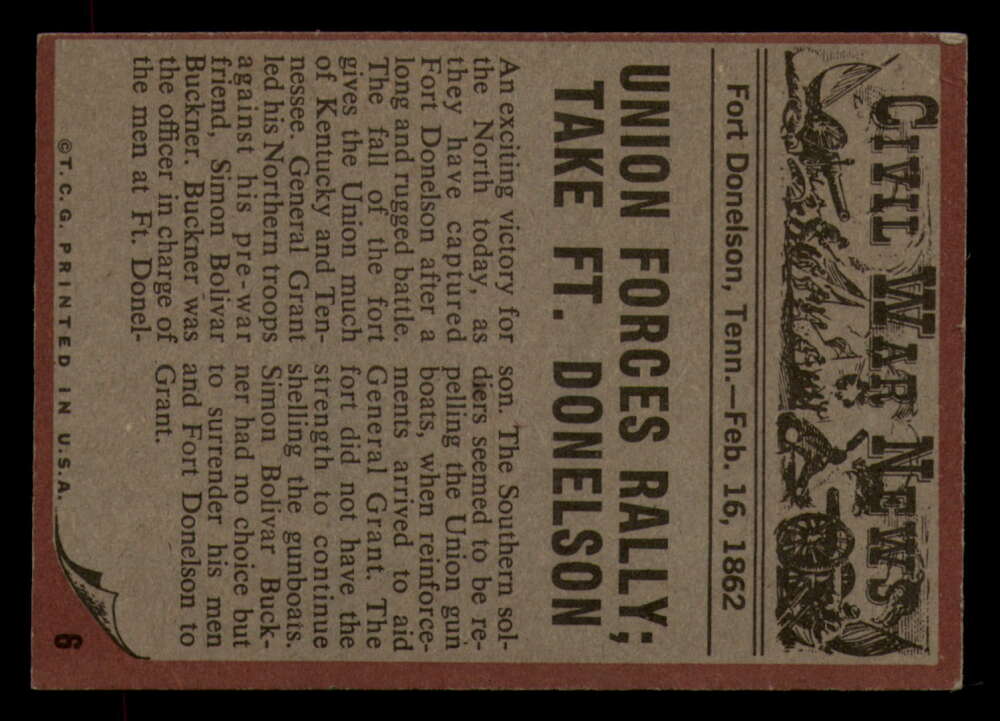 CIVIL WAR NEWS
Fort Donelson, Tenn.—Feb. 16, 1862
UNION FORCES RALLY;
TAKE FT. DONELSON
An exciting victory for
the North today, as
they have captured
Fort Donelson after a
long and rugged battle.
The fall of the fort
gives the Union much
of Kentucky and Ten-
nessee. General Grant
led his Northern troops
against his pre-war
friend, Simon Bolivar
Buckner. Buckner was
the officer in charge of
the men at Ft. Donel-
son. The Southern sol-
diers seemed to be re-
pelling the Union gun
boats, when reinforce-
ments arrived to aid
General Grant. The
fort did not have the
strength to continue
shelling the gunboats.
Simon Bolivar Buck-
ner had no choice but
to surrender his men
and Fort Donelson to
Grant.
©T. C. G. PRINTED IN U.S.A.
6